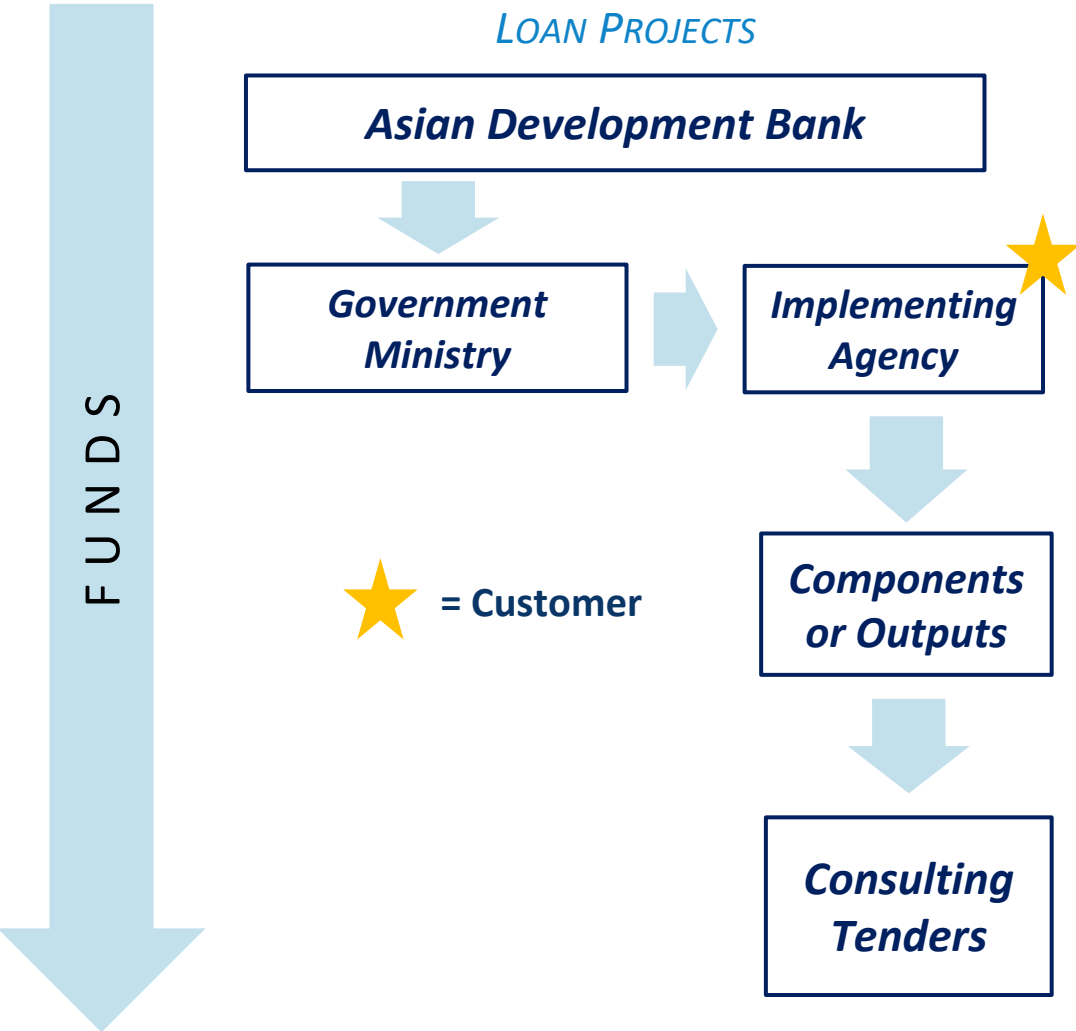 LOAN PROJECTS
Asian Development Bank
Government
Ministry
Implementing
Agency
FUNDS
= Customer
Components
or Outputs
Consulting
Tenders